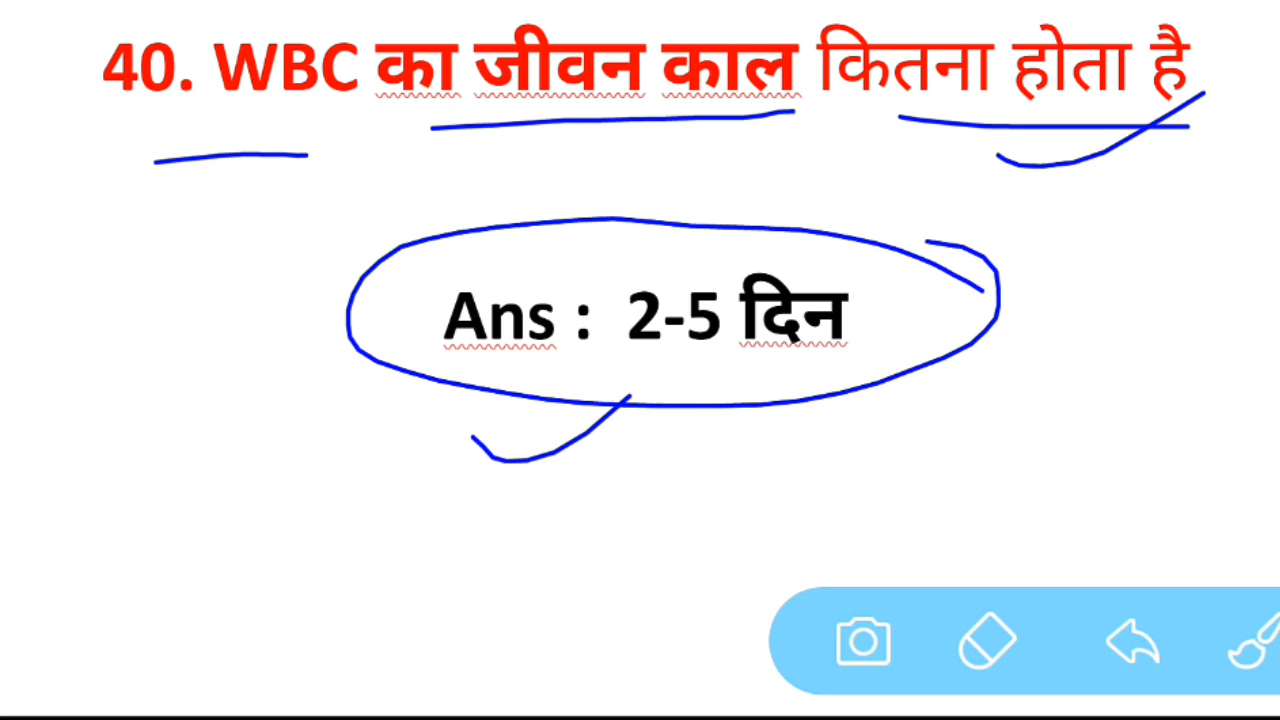 40. WBC का जीवन काल कितना होता है
Ans : 2-5 दिन